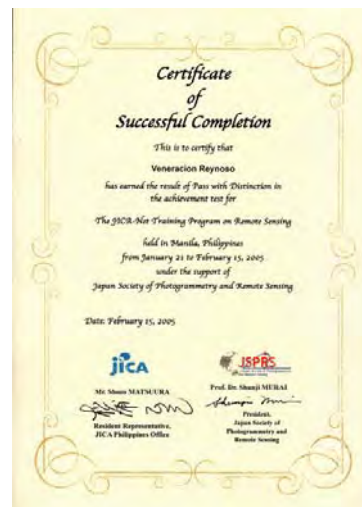 Certificate
of
Successful Completion
This is to certify that
Veneracion Reynoso
has earned the result of Pass with Distinction in
the achievement test for
The JICA-Net Training Program on Remote Sensing
held in Manila, Philippines
from January 21 to February 15, 2005
under the support of
Japan Society of Photogrammetry and Remote Sensing
Date: February 15, 2005
jICA
JSPRS
Mr. MATSUURA
Prof. Dr. Shunji MURAI
Resident Representative,
JICA Philippines Office
President,
Japan Society of
Photogrammetry and
Remote Sensing